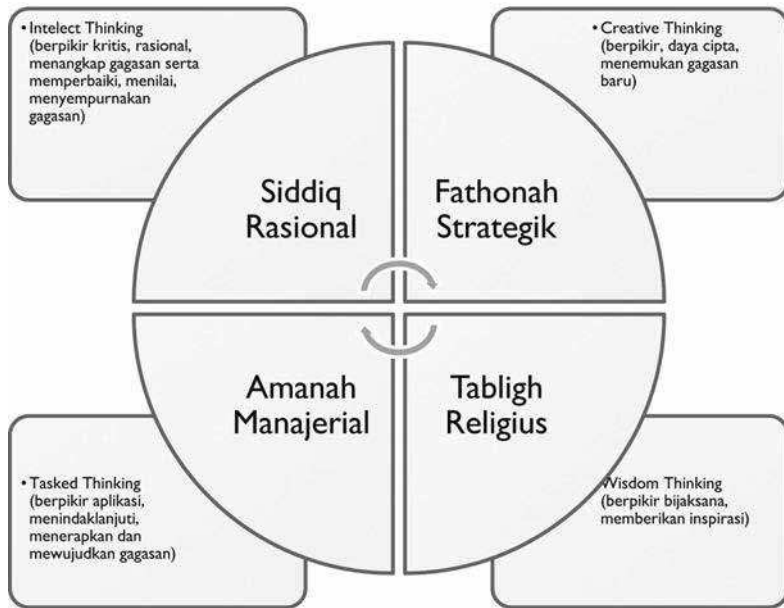 • Intelect Thinking
(berpikir kritis, rasional,
menangkap gagasan serta
memperbaiki, menilai,
menyempurnakan
gagasan)
• Creative Thinking
(berpikir, daya cipta,
menemukan gagasan
baru)
Siddiq
Rasional
Fathonah
Strategik
Amanah
Manajerial
Tabligh
Religius
• Tasked Thinking
(berpikir aplikasi,
menindaklanjuti,
menerapkan dan
mewujudkan gagasan)
Wisdom Thinking
(berpikir bijaksana,
memberikan inspirasi)